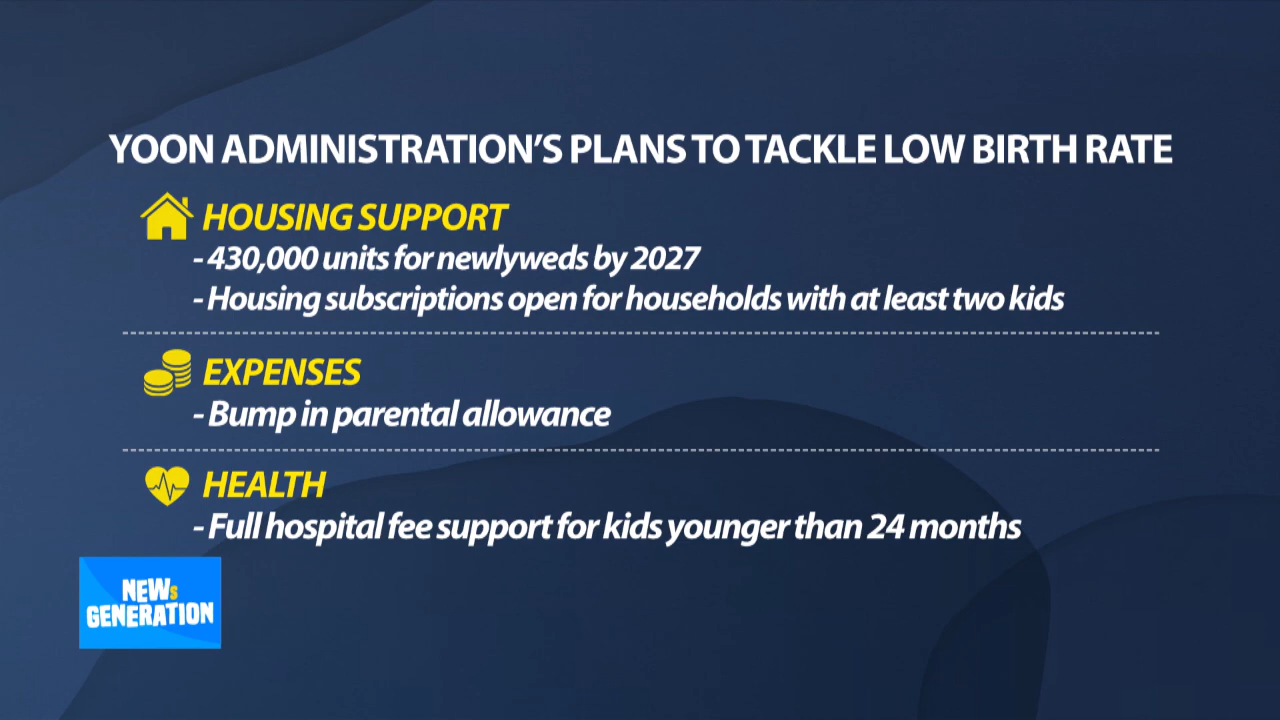 YOON ADMINISTRATION'S PLANS TO TACKLE LOW BIRTH RATE
HOUSING SUPPORT
- 430,000 units for newlyweds by 2027
- Housing subscriptions open for households with at least two kids
EXPENSES
- Bump in parental allowance
HEALTH
- Full hospital fee support for kids younger than 24 months
NEWs
GENERATION